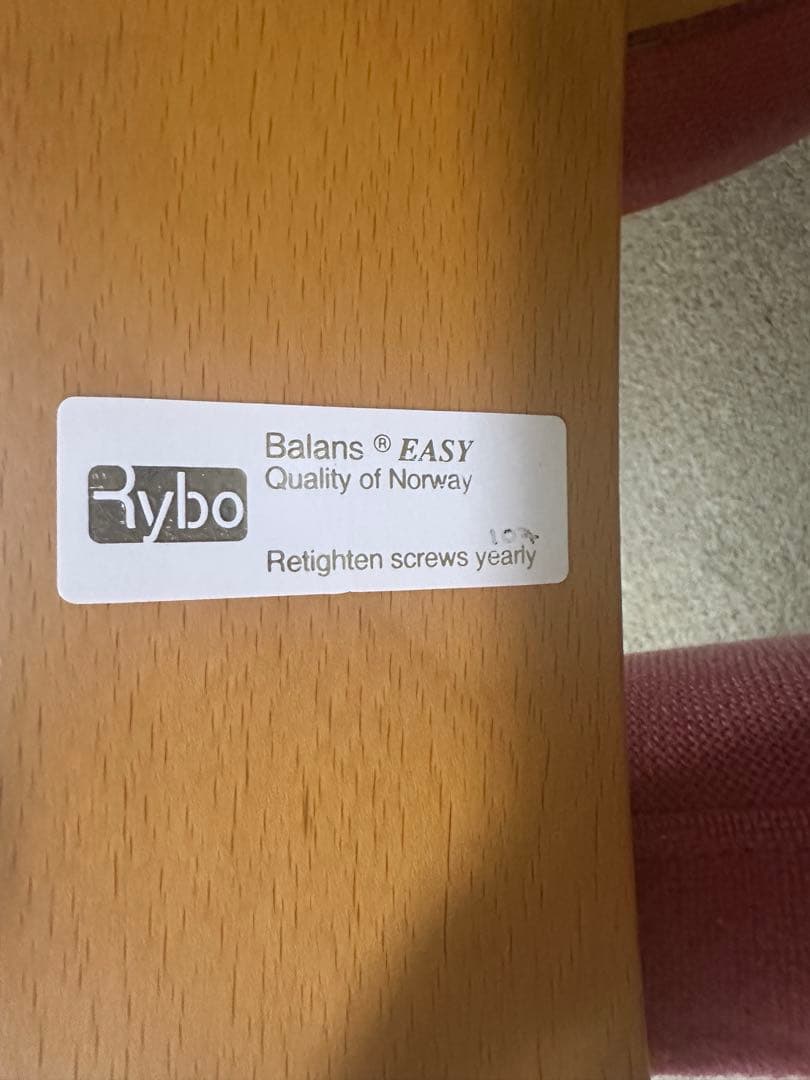 Rybo
Balans ® EASY
Quality of Norway
Retighten screws yearly